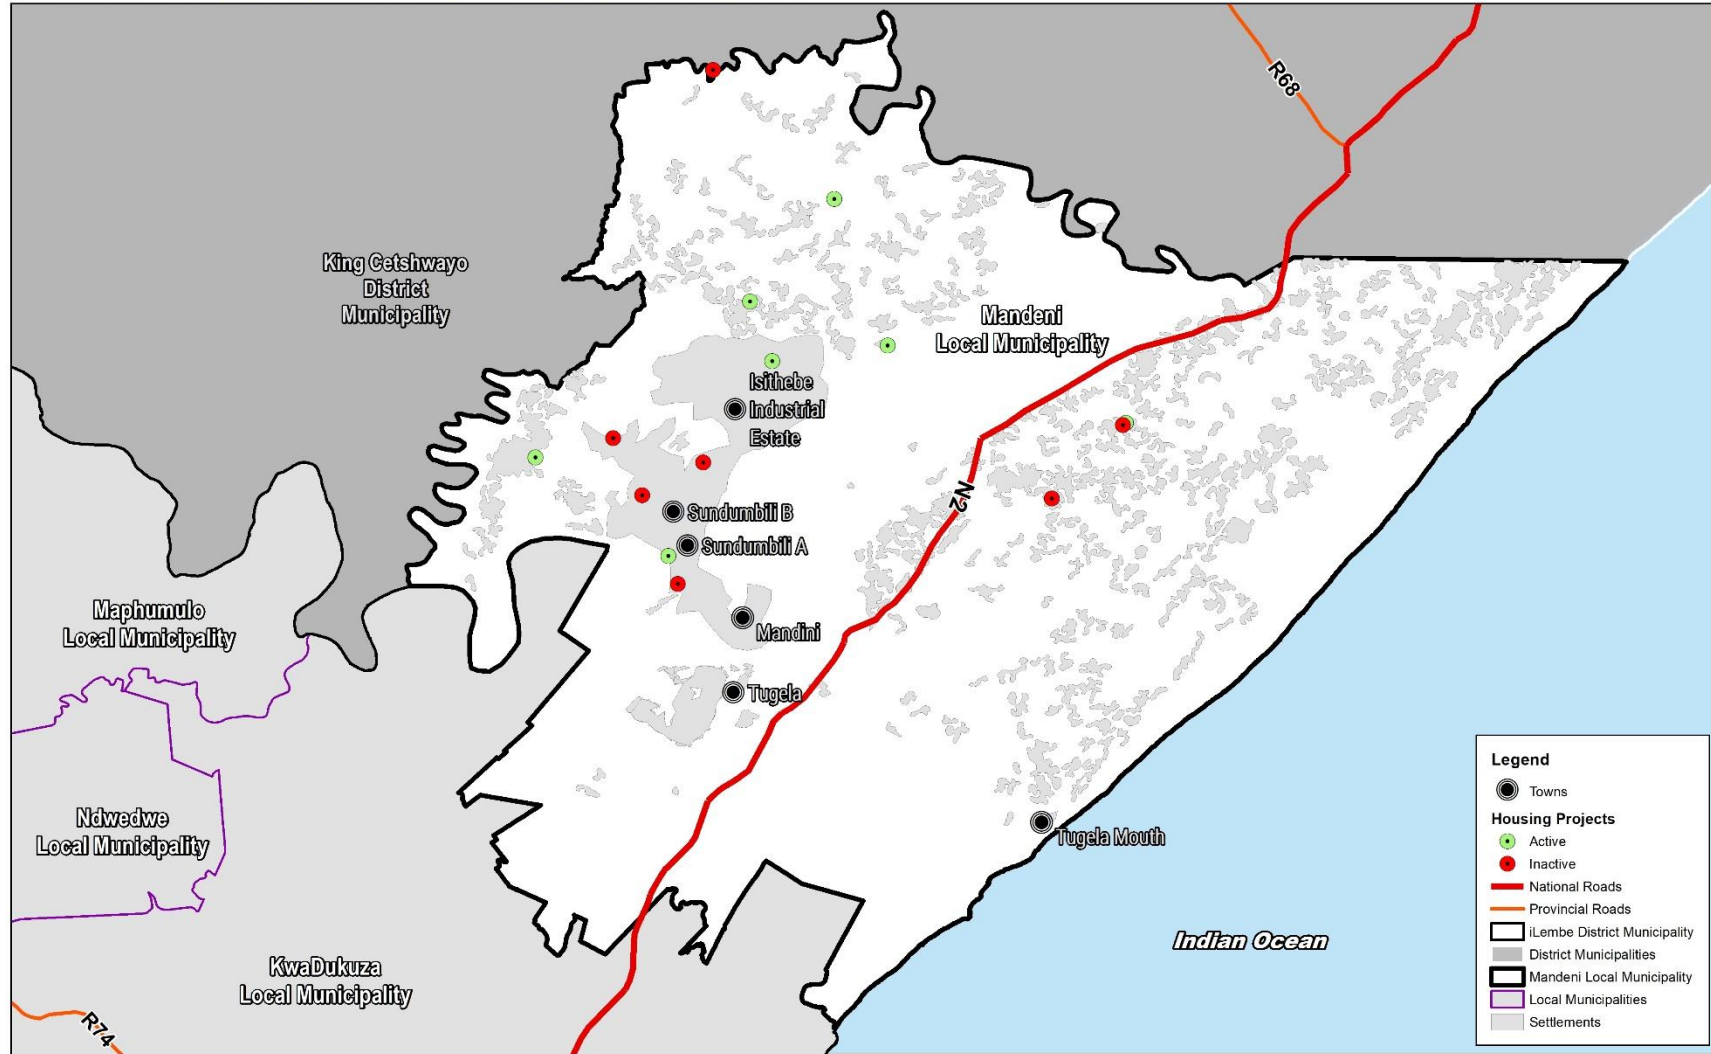 R68
King Cetshwayo
District
Municipality
Mandeni
Local Municipality
Isithebe
Industrial
Estate
N2
Sundumbili B
Sundumbili A
Maphumulo
Local Municipality
Mandini
Tugela
Ndwedwe
Local Municipality
Tugela Mouth
Indian Ocean
KwaDukuza
Local Municipality
R74
Legend
Towns
Housing Projects
Active
Inactive
National Roads
Provincial Roads
iLembe District Municipality
District Municipalities
Mandeni Local Municipality
Local Municipalities
Settlements